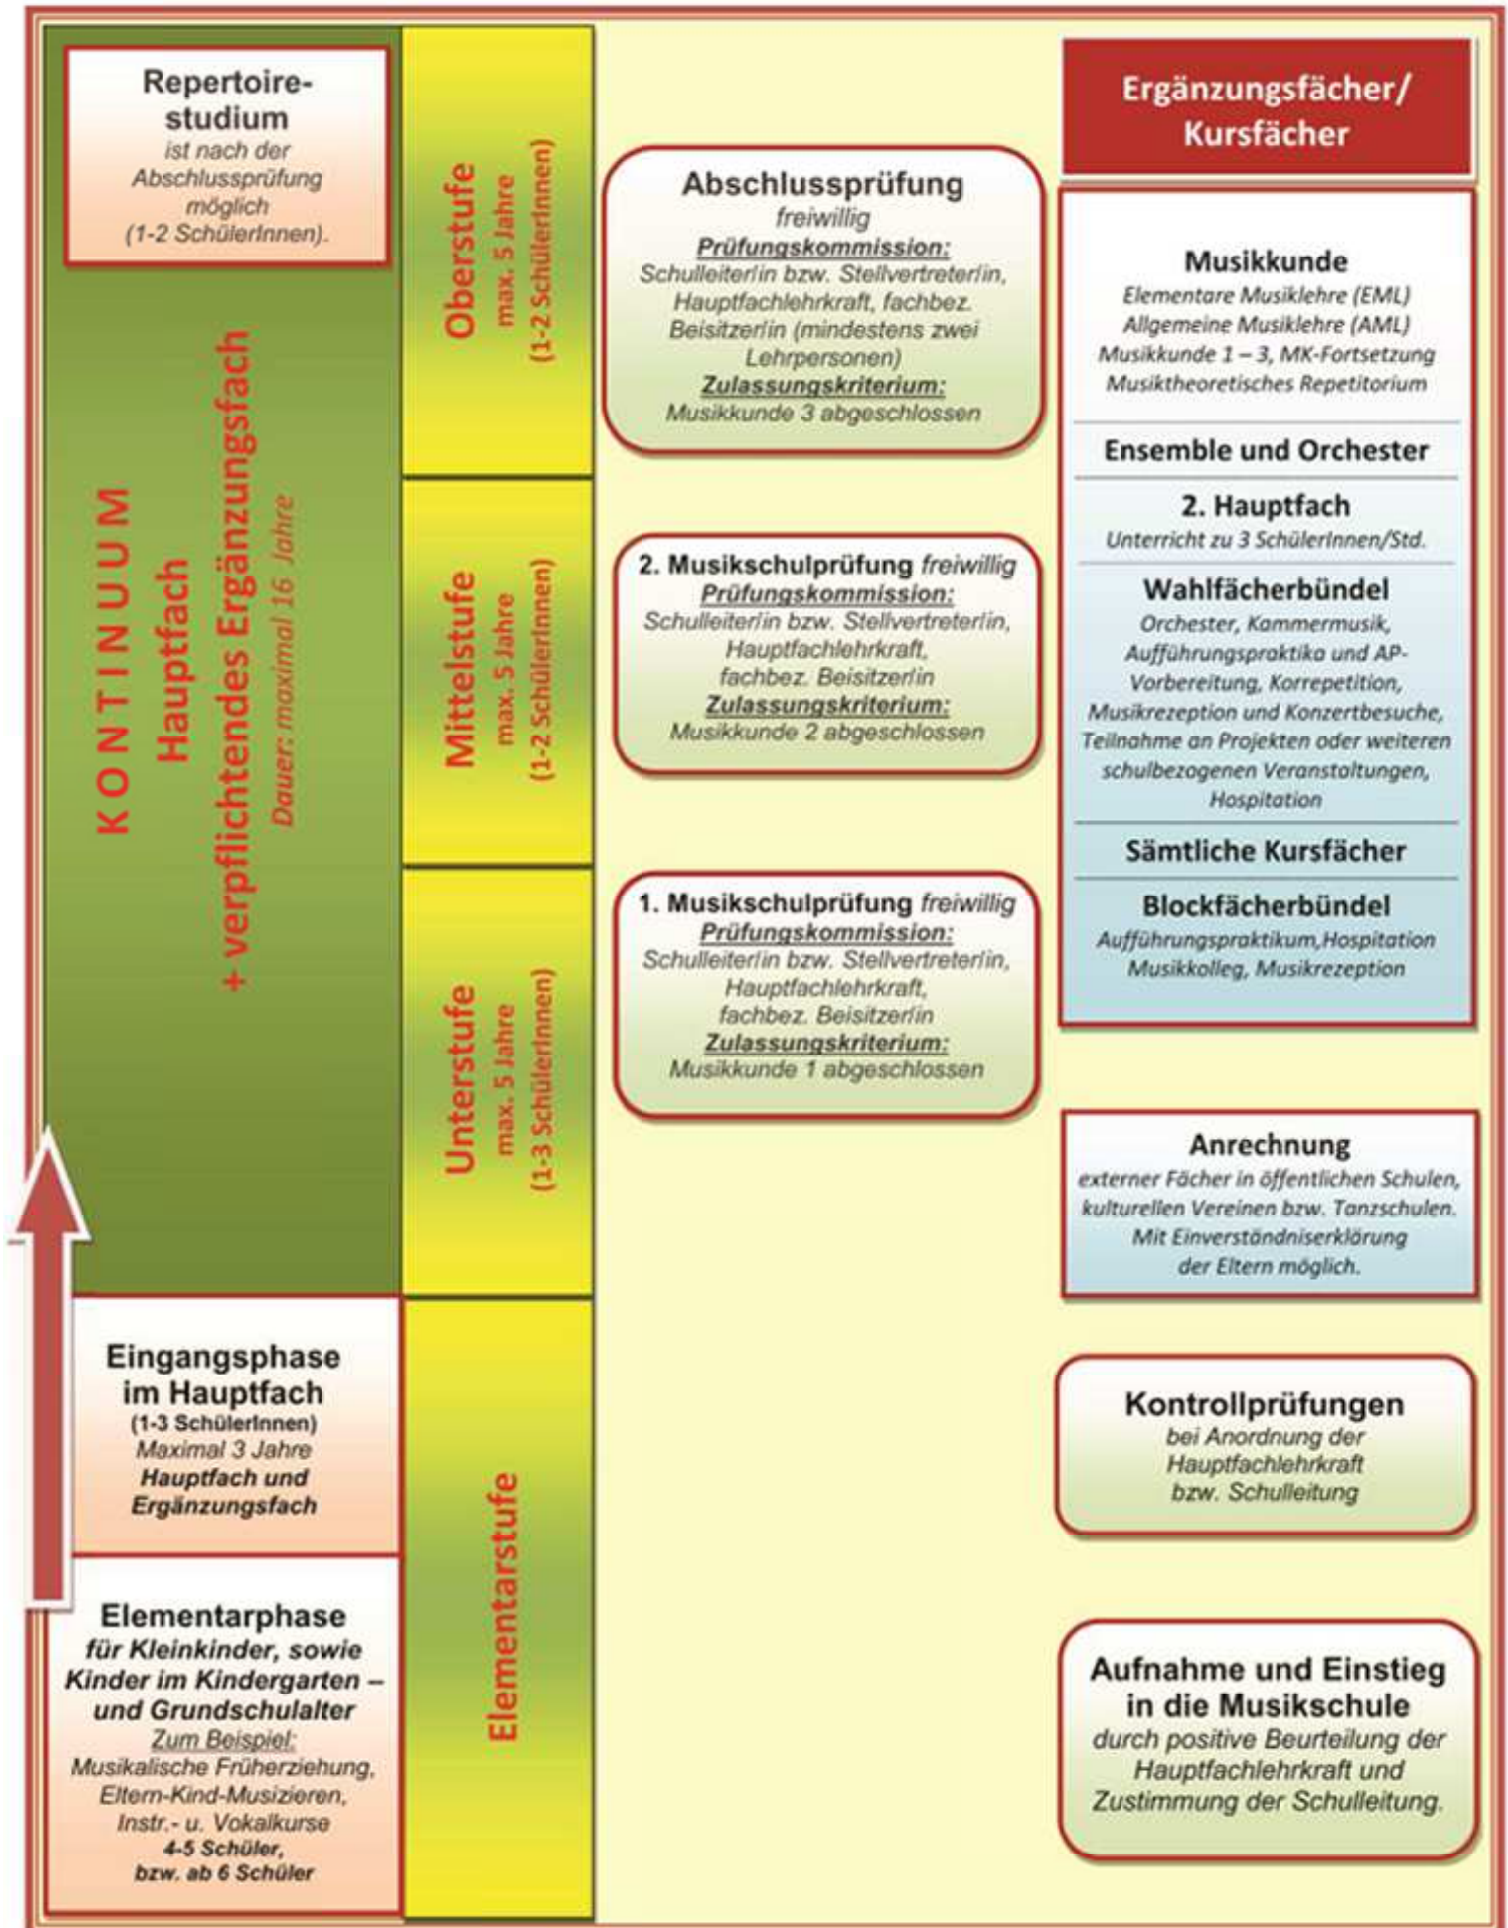 Repertoire-
studium
ist nach der
Abschlussprüfung
möglich
(1-2 SchülerInnen).
KONTINUUM
Hauptfach
+ verpflichtendes Ergänzungsfach
Dauer: maximal 16 Jahre
Eingangsphase
im Hauptfach
(1-3 SchülerInnen)
Maximal 3 Jahre
Hauptfach und
Ergänzungsfach
Elementarphase
für Kleinkinder, sowie
Kinder im Kindergarten –
und Grundschulalter
Zum Beispiel:
Musikalische Früherziehung,
Eltern-Kind-Musizieren,
Instr.- u. Vokalkurse
4-5 Schüler,
bzw. ab 6 Schüler
Oberstufe
max. 5 Jahre
(1-2 SchülerInnen)
Mittelstufe
max. 5 Jahre
(1-2 SchülerInnen)
Unterstufe
max. 5 Jahre
(1-3 SchülerInnen)
Elementarstufe
Abschlussprüfung
freiwillig
Prüfungskommission:
Schulleiter/in bzw. Stellvertreter/in,
Hauptfachlehrkraft, fachbez.
Beisitzer/in (mindestens zwei
Lehrpersonen)
Zulassungskriterium:
Musikkunde 3 abgeschlossen
2. Musikschulprüfung freiwillig
Prüfungskommission:
Schulleiter/in bzw. Stellvertreter/in,
Hauptfachlehrkraft,
fachbez. Beisitzer/in
Zulassungskriterium:
Musikkunde 2 abgeschlossen
1. Musikschulprüfung freiwillig
Prüfungskommission:
Schulleiter/in bzw. Stellvertreter/in,
Hauptfachlehrkraft,
fachbez. Beisitzer/in
Zulassungskriterium:
Musikkunde 1 abgeschlossen
Ergänzungsfächer/
Kursfächer
Musikkunde
Elementare Musiklehre (EML)
Allgemeine Musiklehre (AML)
Musikkunde 1 – 3, MK-Fortsetzung
Musiktheoretisches Repetitorium
Ensemble und Orchester
2. Hauptfach
Unterricht zu 3 SchülerInnen/Std.
Wahlfächerbündel
Orchester, Kammermusik,
Aufführungspraktika und AP-
Vorbereitung, Korrepetition,
Musikrezeption und Konzertbesuche,
Teilnahme an Projekten oder weiteren
schulbezogenen Veranstaltungen,
Hospitation
Sämtliche Kursfächer
Blockfächerbündel
Aufführungspraktikum,Hospitation
Musikkolleg, Musikrezeption
Anrechnung
externer Fächer in öffentlichen Schulen,
kulturellen Vereinen bzw. Tanzschulen.
Mit Einverständniserklärung
der Eltern möglich.
Kontrollprüfungen
bei Anordnung der
Hauptfachlehrkraft
bzw. Schulleitung
Aufnahme und Einstieg
in die Musikschule
durch positive Beurteilung der
Hauptfachlehrkraft und
Zustimmung der Schulleitung.